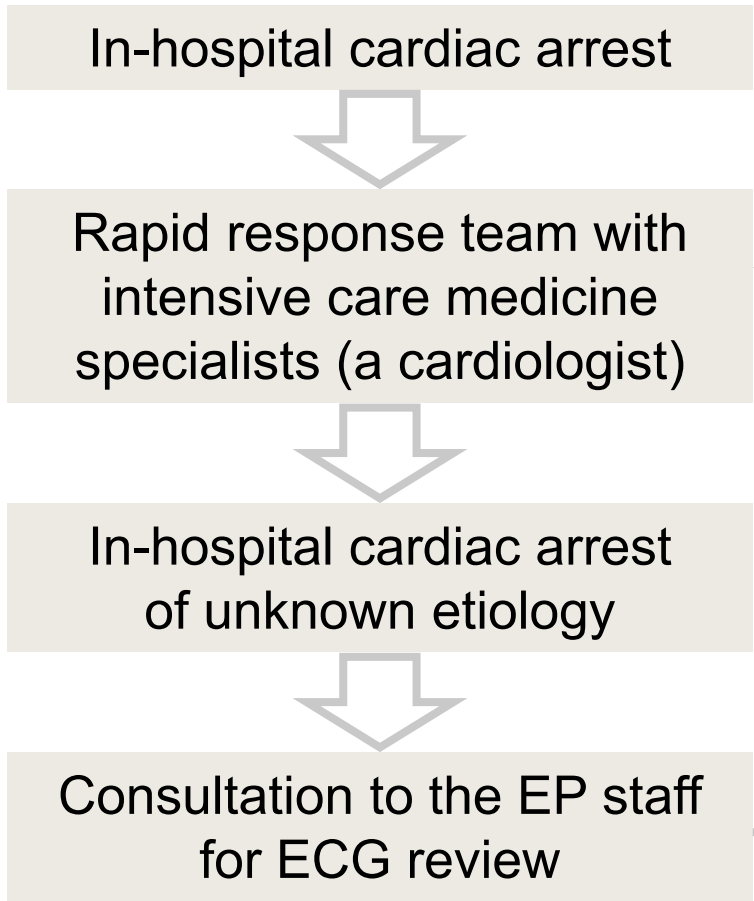 In-hospital cardiac arrest
Rapid response team with
intensive care medicine
specialists (a cardiologist)
In-hospital cardiac arrest
of unknown etiology
Consultation to the EP staff
for ECG review